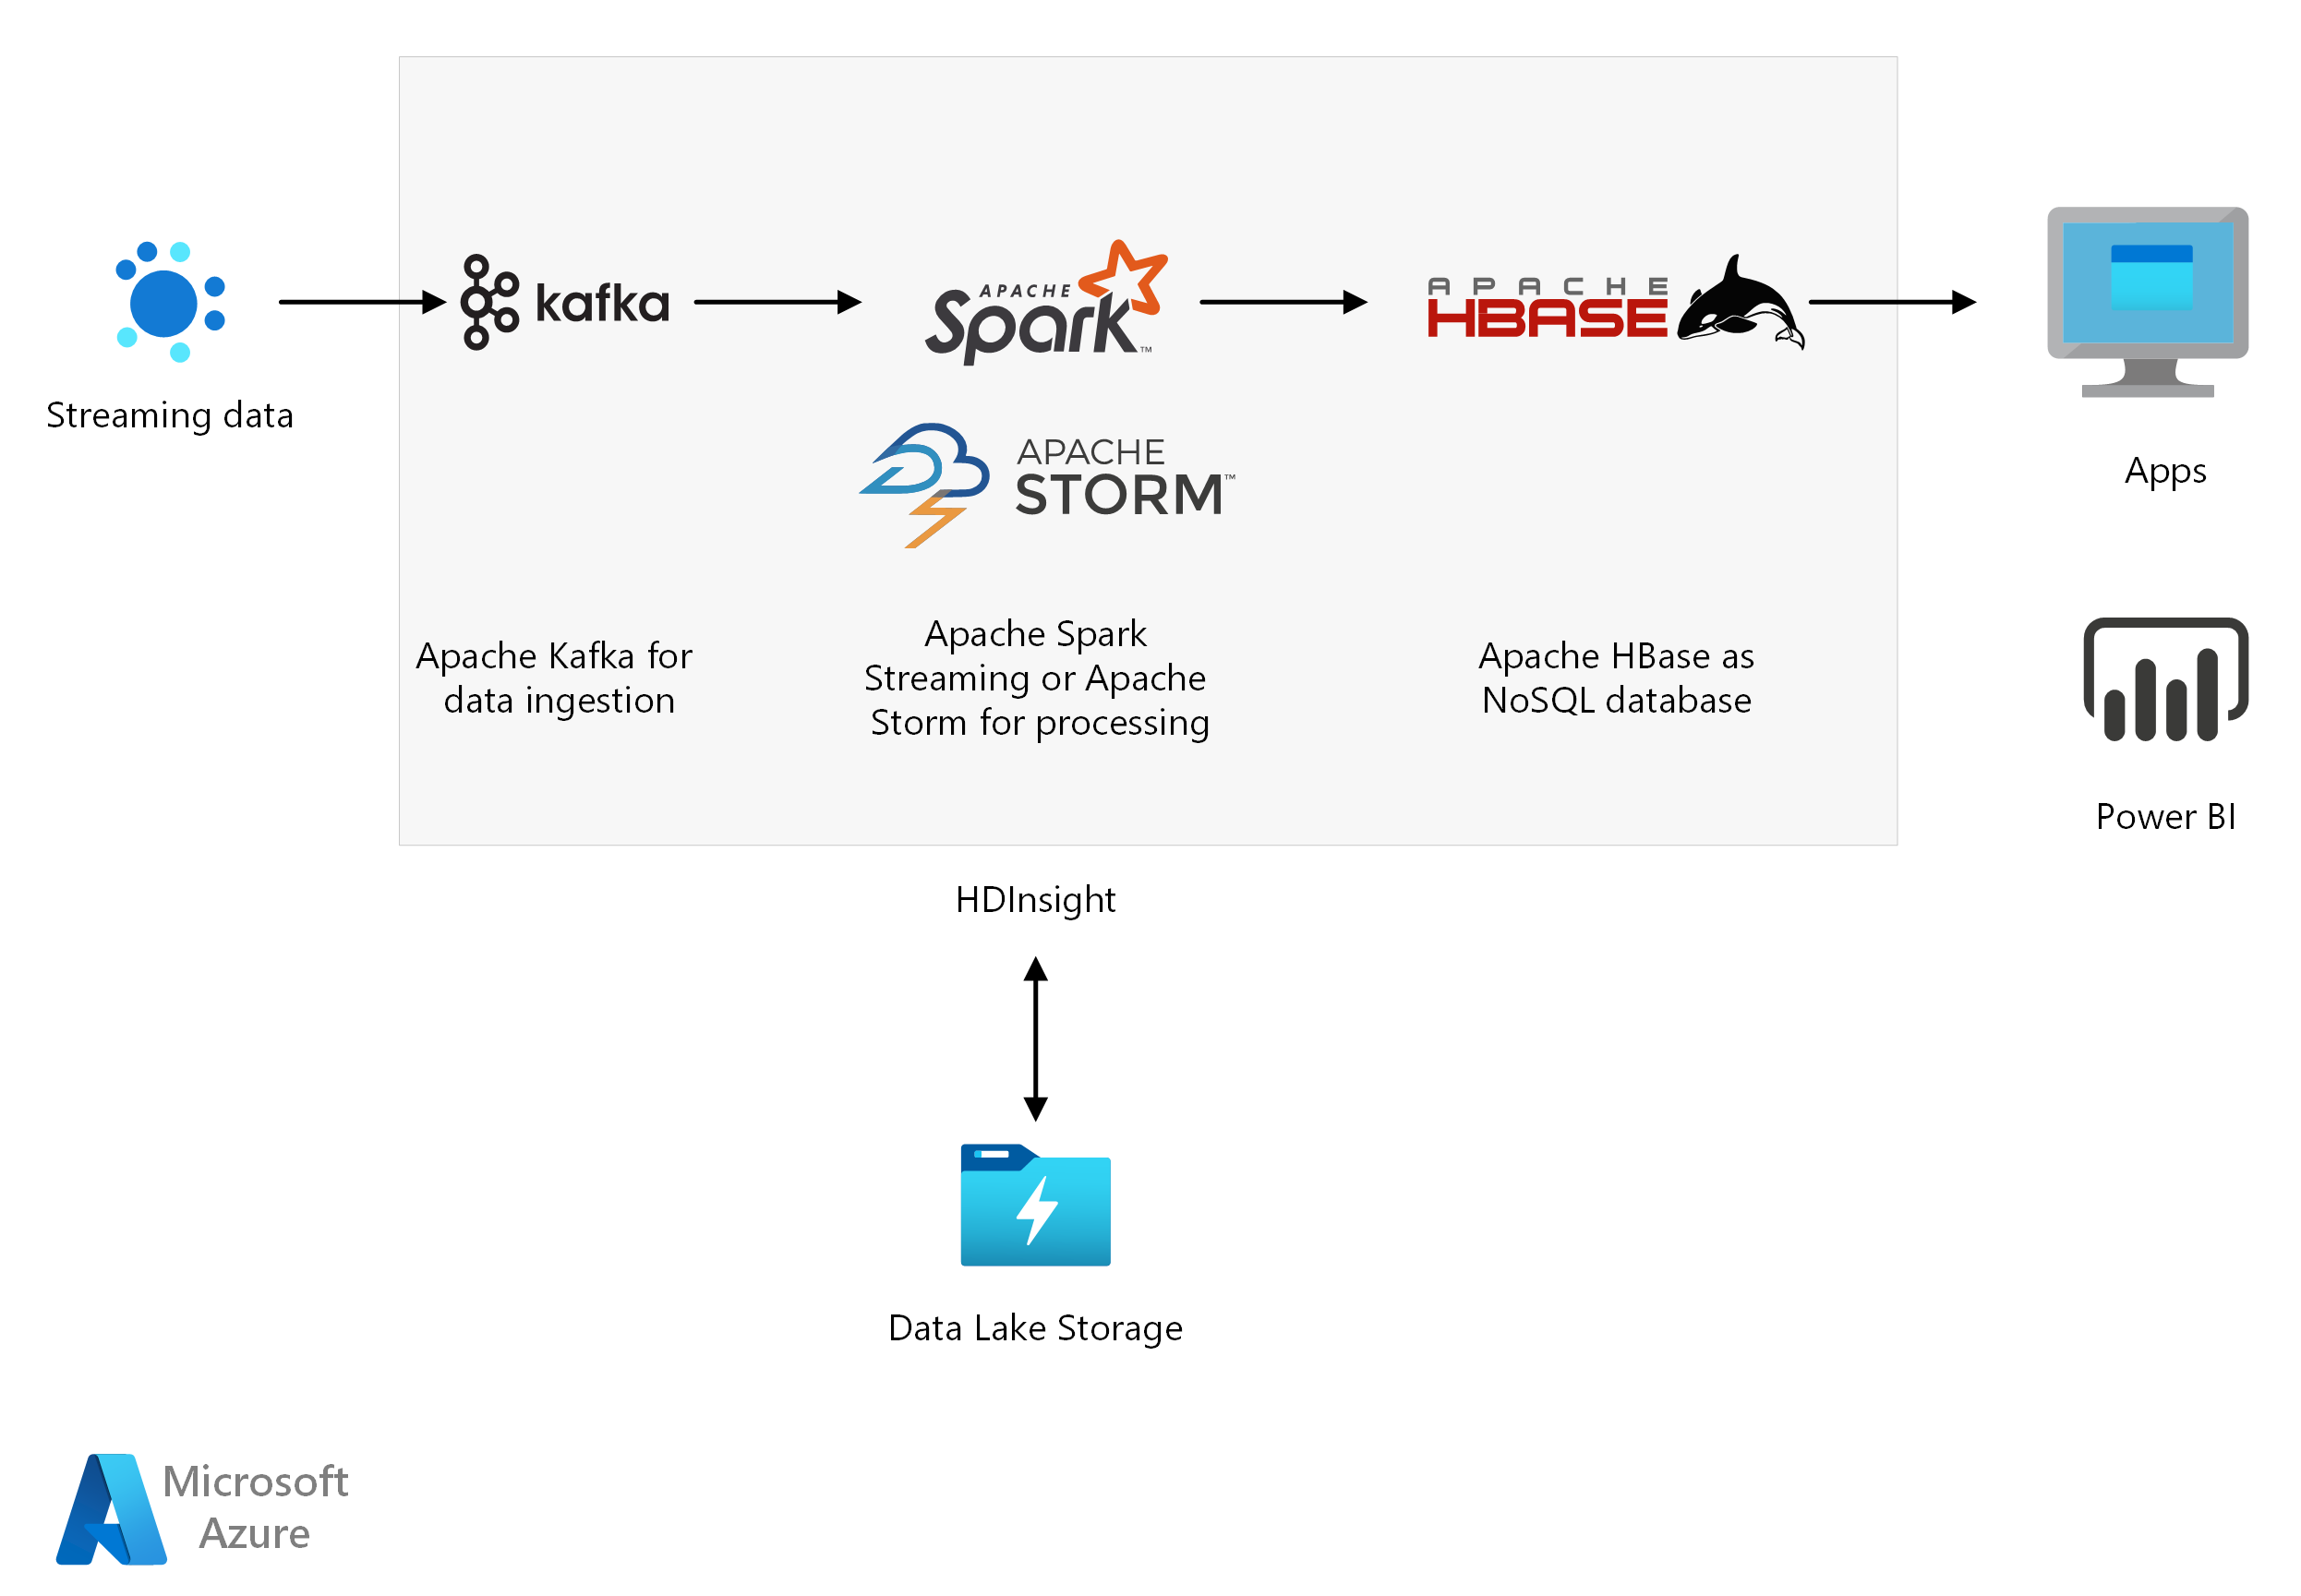 Streaming data
kafka
APACHE
Spark™
APACHE
STORM™
APACHE
HBASE
Apps
Apache Kafka for
data ingestion
Apache Spark
Streaming or Apache
Storm for processing
Apache HBase as
NoSQL database
Power BI
HDInsight
Data Lake Storage
Microsoft
Azure